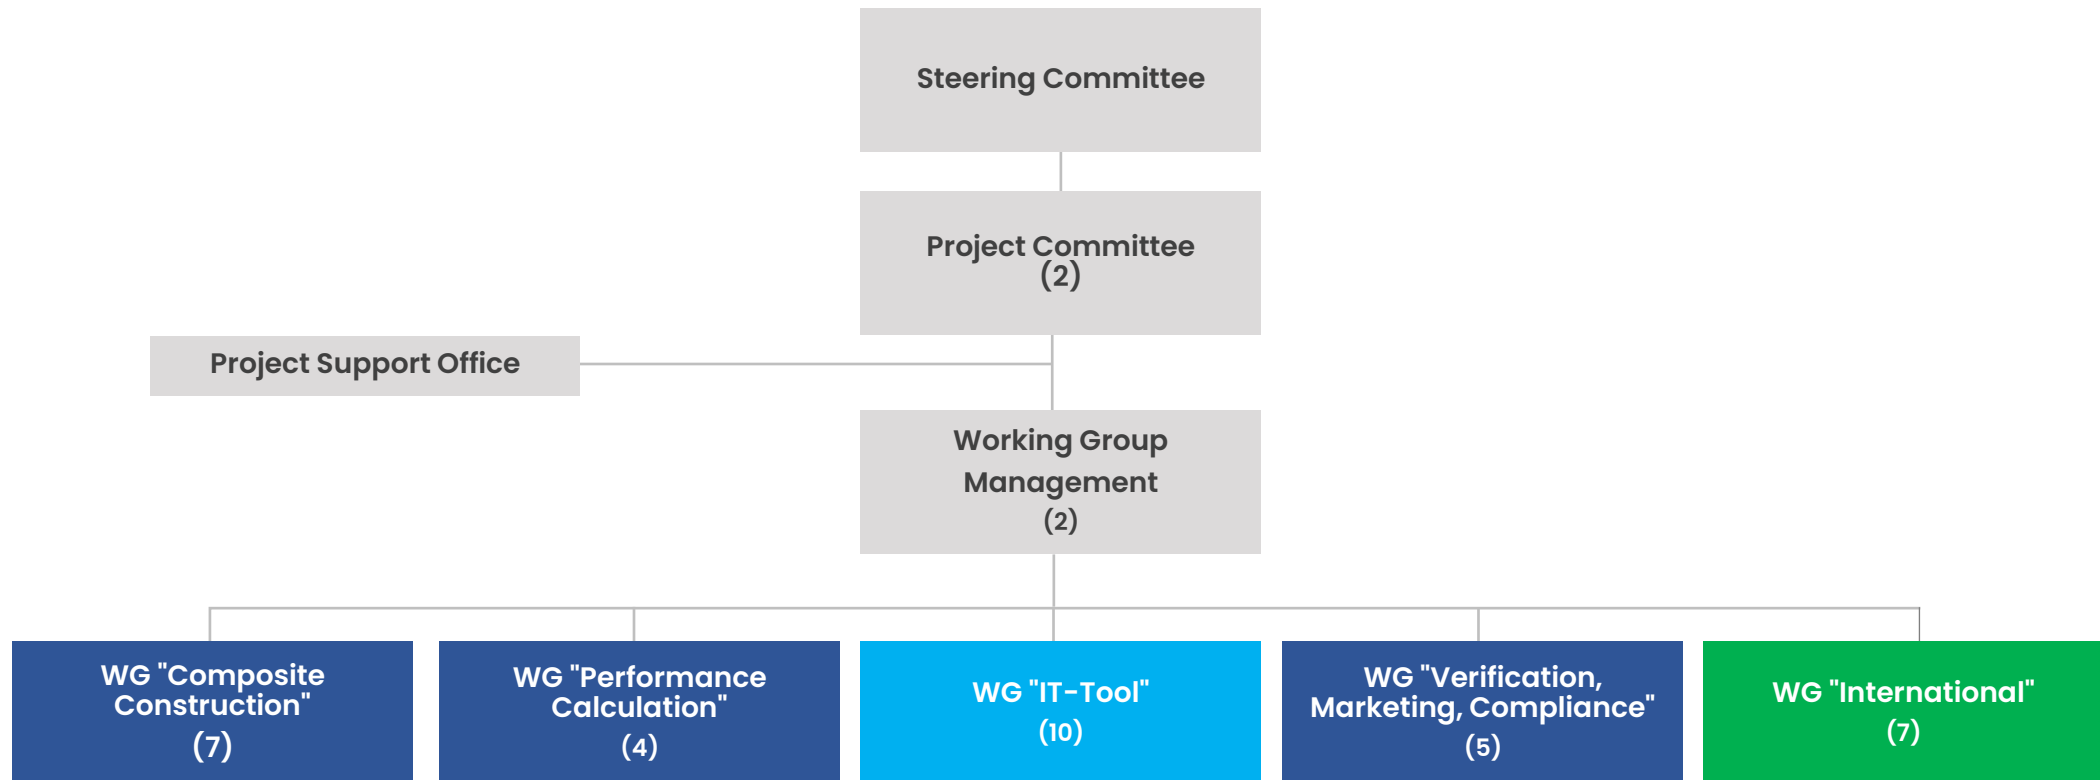 Steering Committee
Project Committee
(2)
Project Support Office
Working Group
Management
(2)
WG "Composite
Construction"
(7)
WG "Performance
Calculation"
(4)
WG "IT-Tool"
(10)
WG "Verification,
Marketing, Compliance"
(5)
WG "International"
(7)